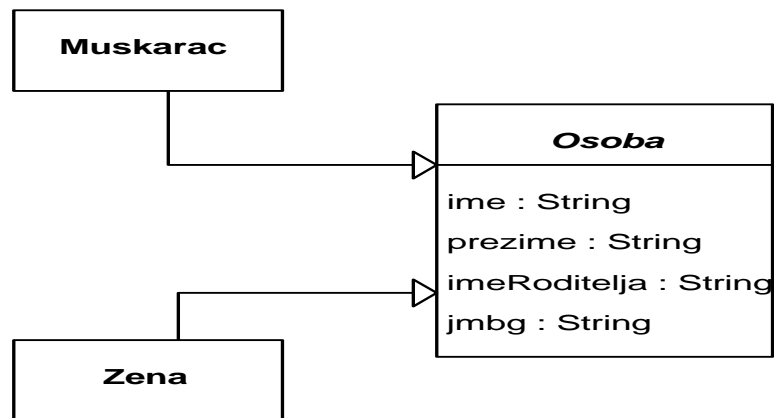 Muskarac
Osoba
ime : String
prezime : String
imeRoditelja : String
jmbg : String
Zena